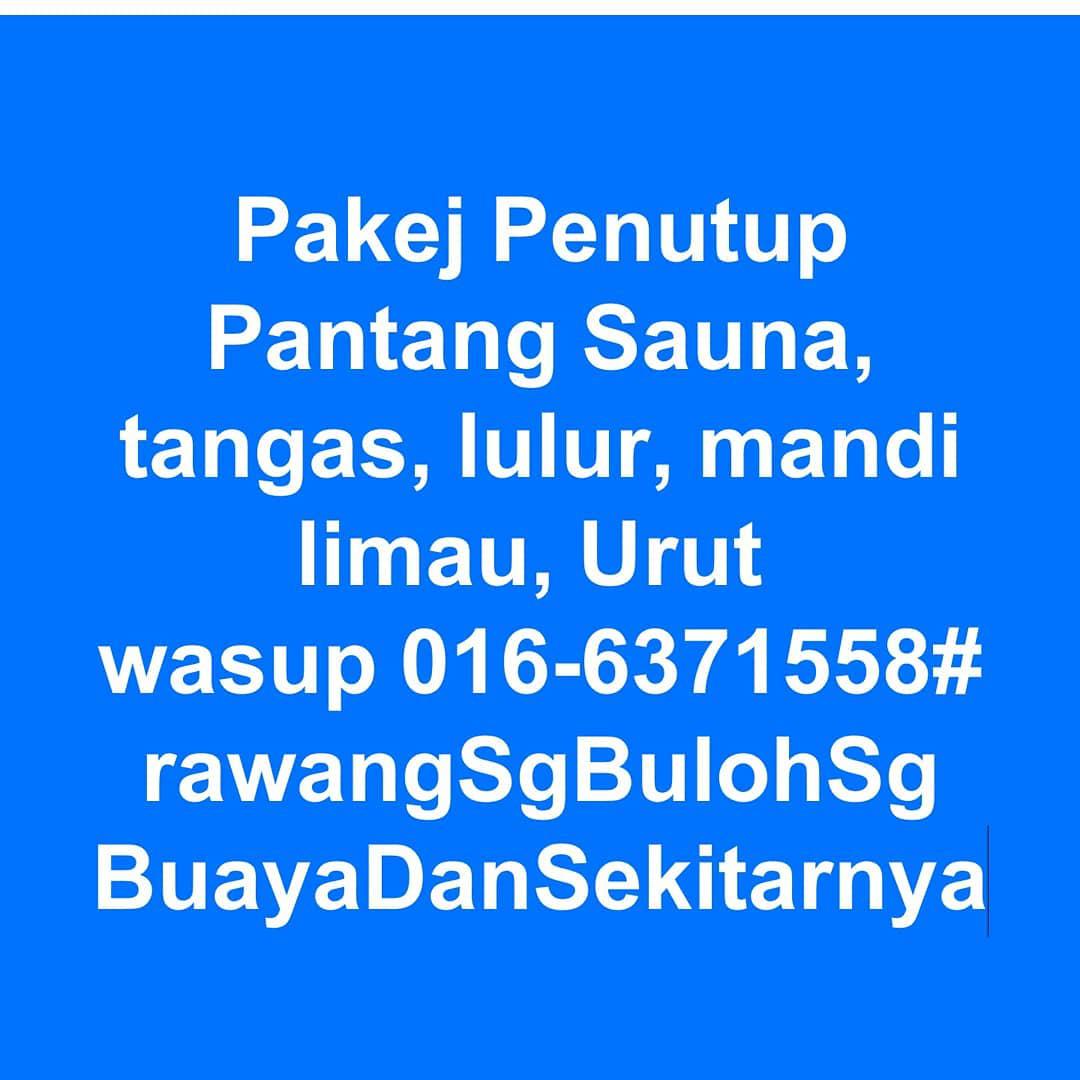 Pakej Penutup
Pantang Sauna,
tangas, lulur, mandi
limau, Urut
wasup 016-6371558#
rawangSgBulohSg
BuayaDanSekitarnya